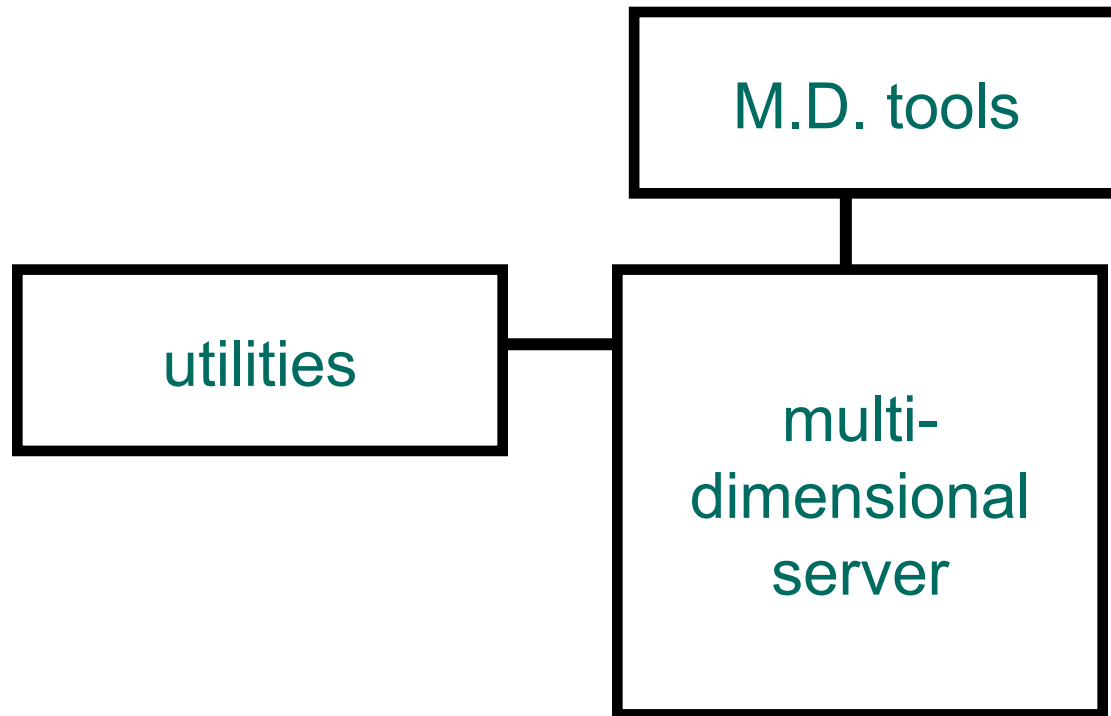 M.D. tools
utilities
multi-
dimensional
server